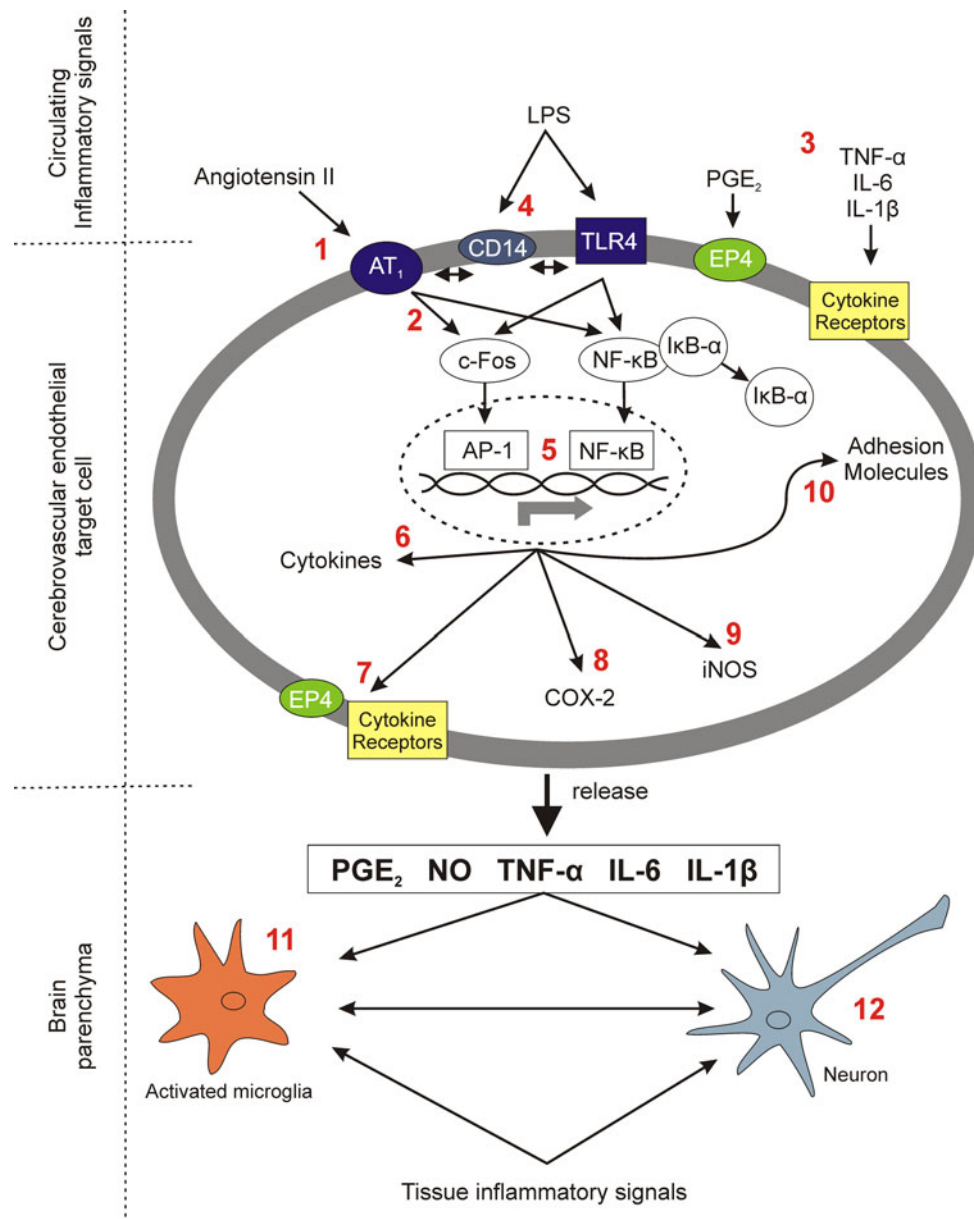 Circulating
Inflammatory signals
LPS
3
TNF-α
IL-6
IL-1β
Angiotensin II
PGE₂
4
1
AT₁
CD14
TLR4
EP4
Cytokine
Receptors
2
c-Fos
NF-κB
IκB-α
IκB-α
Cerebrovascular endothelial
target cell
AP-1
5
NF-κB
Adhesion
Molecules
10
6
Cytokines
7
8
9
iNOS
COX-2
EP4
Cytokine
Receptors
release
PGE₂ NO TNF-α IL-6 IL-1β
Brain
parenchyma
11
12
Activated microglia
Neuron
Tissue inflammatory signals